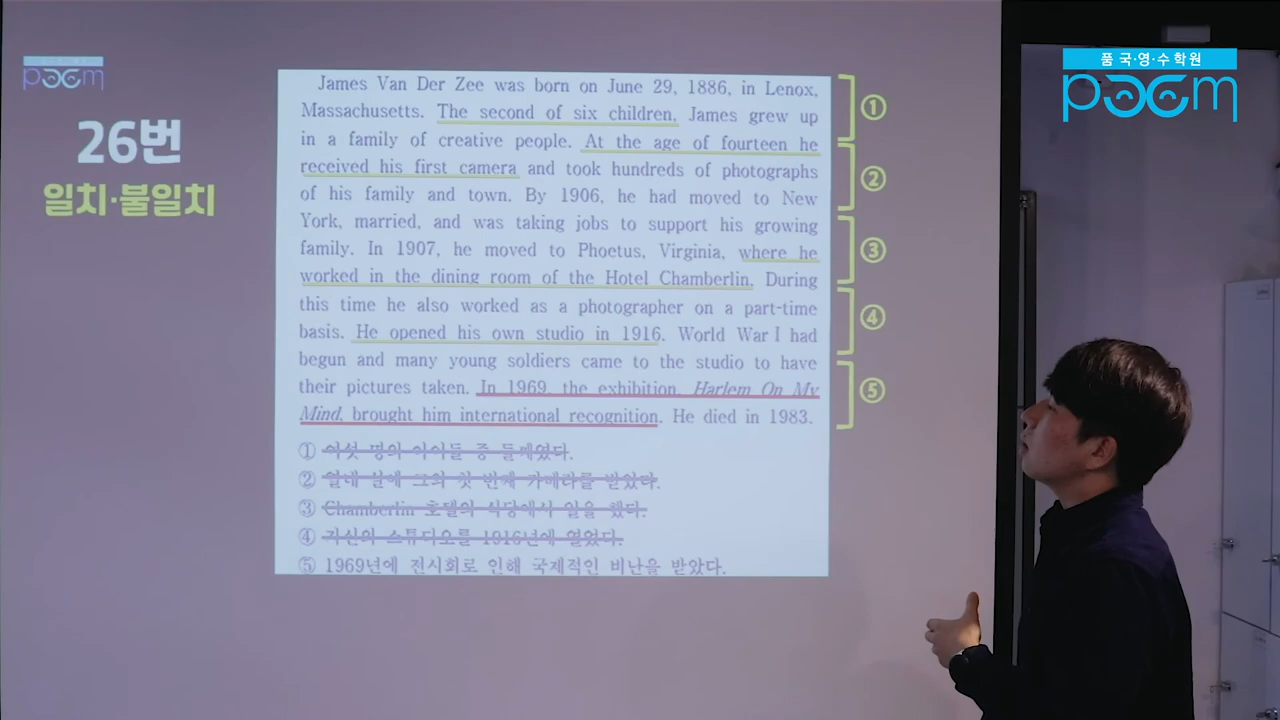 poem
26번
일치·불일치
James Van Der Zee was born on June 29, 1886, in Lenox,
Massachusetts. The second of six children, James grew up
in a family of creative people. At the age of fourteen he
received his first camera and took hundreds of photographs
of his family and town. By 1906, he had moved to New
York, married, and was taking jobs to support his growing
family. In 1907, he moved to Phoetus, Virginia, where he
worked in the dining room of the Hotel Chamberlin. During
this time he also worked as a photographer on a part-time
basis. He opened his own studio in 1916. World War I had
begun and many young soldiers came to the studio to have
their pictures taken. In 1969, the exhibition, Harlem On My
Mind, brought him international recognition. He died in 1983.
① 여섯 명의 아이들 중 둘째였다.
② 열네 살에 그의 첫 번째 카메라를 받았다.
③ Chamberlin 호텔의 식당에서 일을 했다.
④ 자신의 스튜디오를 1916년에 열었다.
⑤ 1969년에 전시회로 인해 국제적인 비난을 받았다.
①
②
③
④
⑤
품 국·영·수 학원
poem